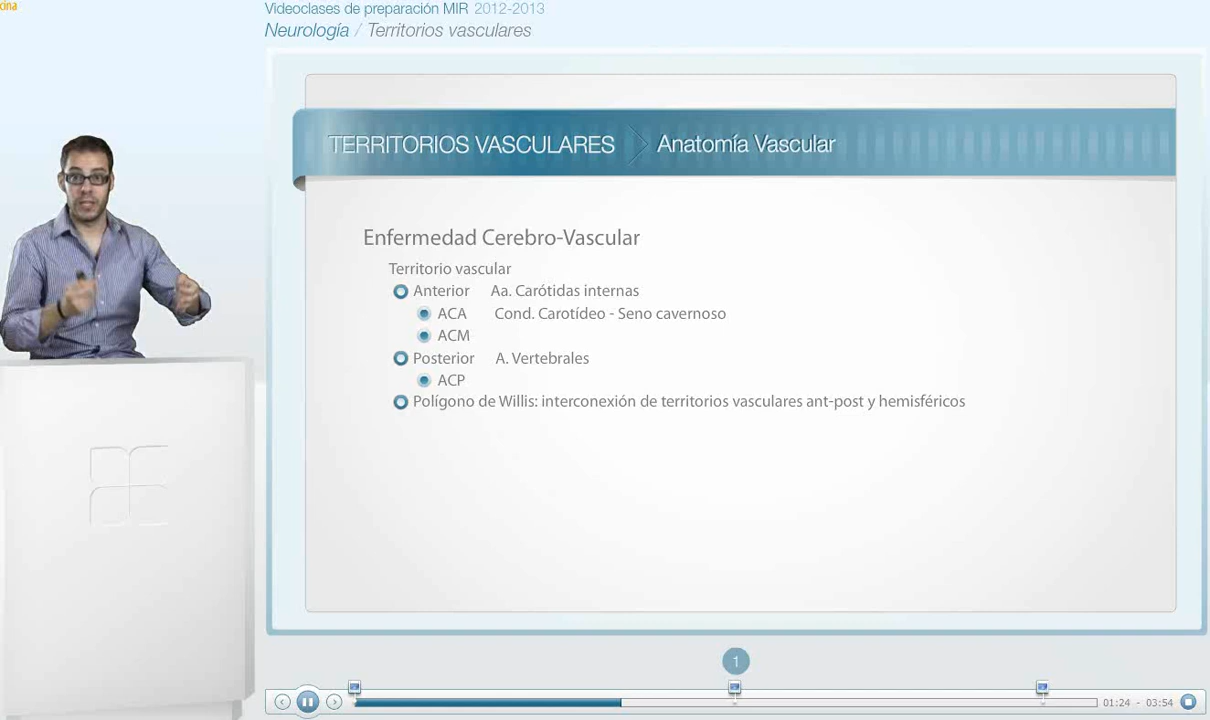 cina
Videoclases de preparación MIR 2012-2013
Neurología / Territorios vasculares
TERRITORIOS VASCULARES Anatomía Vascular
Enfermedad Cerebro-Vascular
Territorio vascular
Anterior Aa. Carótidas internas
ACA Cond. Carotídeo - Seno cavernoso
ACM
Posterior A. Vertebrales
ACP
Polígono de Willis: interconexión de territorios vasculares ant-post y hemisféricos
1
01:24 - 03:54